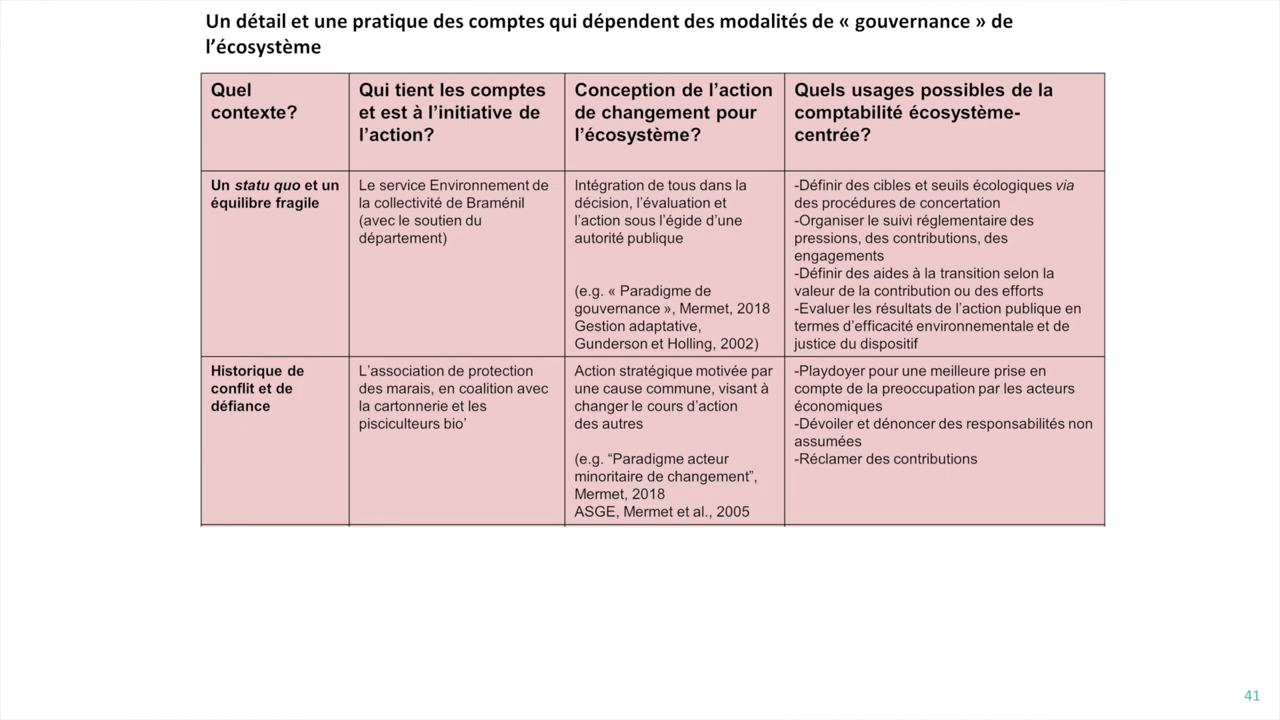 Un détail et une pratique des comptes qui dépendent des modalités de « gouvernance » de
l’écosystème
Quel
contexte?
Qui tient les comptes
et est à l’initiative de
l’action?
Conception de l’action
de changement pour
l’écosystème?
Quels usages possibles de la
comptabilité écosystème-
centrée?
Un statu quo et un
équilibre fragile
Le service Environnement de
la collectivité de Braménil
(avec le soutien du
département)
Intégration de tous dans la
décision, l’évaluation et
l’action sous l’égide d’une
autorité publique
(e.g. « Paradigme de
gouvernance », Mermet, 2018
Gestion adaptative,
Gunderson et Holling, 2002)
-Définir des cibles et seuils écologiques via
des procédures de concertation
-Organiser le suivi réglementaire des
pressions, des contributions, des
engagements
-Définir des aides à la transition selon la
valeur de la contribution ou des efforts
-Evaluer les résultats de l’action publique en
termes d’efficacité environnementale et de
justice du dispositif
Historique de
conflit et de
défiance
L’association de protection
des marais, en coalition avec
la cartonnerie et les
pisciculteurs bio’
Action stratégique motivée par
une cause commune, visant à
changer le cours d’action
des autres
(e.g. “Paradigme acteur
minoritaire de changement”,
Mermet, 2018
ASGE, Mermet et al., 2005
-Playdoyer pour une meilleure prise en
compte de la preoccupation par les acteurs
économiques
-Dévoiler et dénoncer des responsabilités non
assumées
-Réclamer des contributions
41